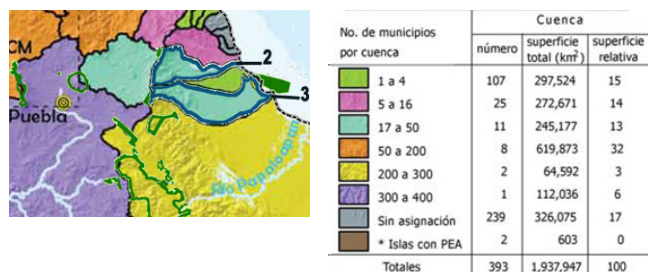 CM
Puebla
2
3
Río Papaloapan
No. de municipios por cuenca
Cuenca
número
superficie total (km²)
superficie relativa
1 a 4 107 297,524 15
5 a 16 25 272,671 14
17 a 50 11 245,177 13
50 a 200 8 619,873 32
200 a 300 2 64,592 3
300 a 400 1 112,036 6
Sin asignación 239 326,075 17
* Islas con PEA 2 603 0
Totales 393 1,937,947 100